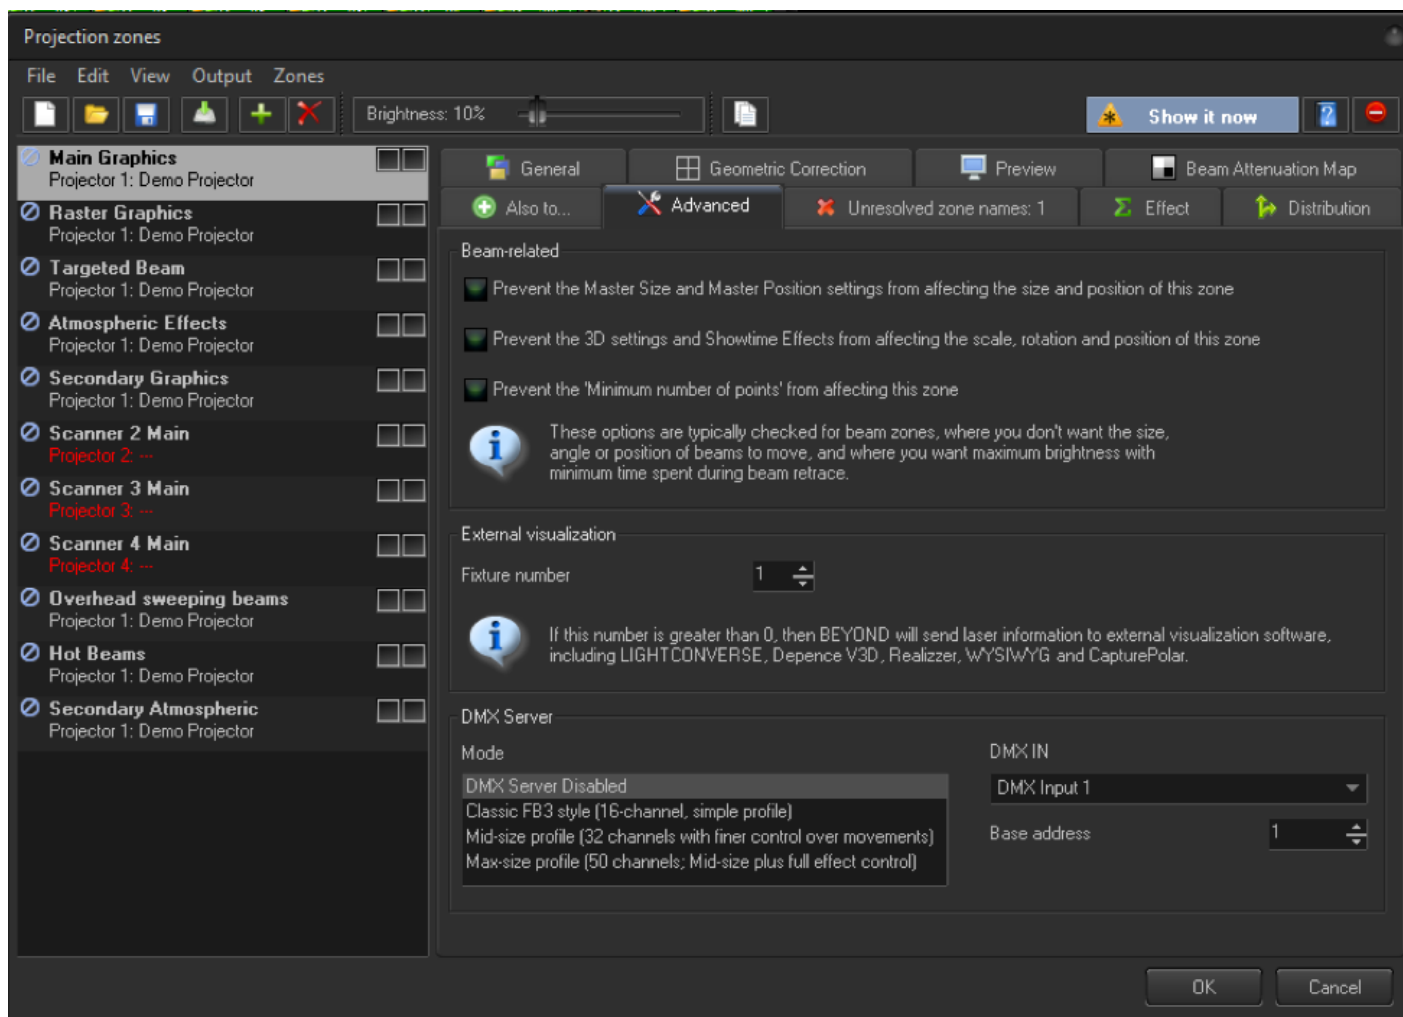 Projection zones
File Edit View Output Zones
Brightness: 10%
Show it now
Main Graphics
Projector 1: Demo Projector
Raster Graphics
Projector 1: Demo Projector
Targeted Beam
Projector 1: Demo Projector
Atmospheric Effects
Projector 1: Demo Projector
Secondary Graphics
Projector 1: Demo Projector
Scanner 2 Main
Projector 2: ---
Scanner 3 Main
Projector 3: ---
Scanner 4 Main
Projector 4: ---
Overhead sweeping beams
Projector 1: Demo Projector
Hot Beams
Projector 1: Demo Projector
Secondary Atmospheric
Projector 1: Demo Projector
General Geometric Correction Preview Beam Attenuation Map
Also to... Advanced Unresolved zone names: 1 Effect Distribution
Beam-related
Prevent the Master Size and Master Position settings from affecting the size and position of this zone
Prevent the 3D settings and Showtime Effects from affecting the scale, rotation and position of this zone
Prevent the 'Minimum number of points' from affecting this zone
These options are typically checked for beam zones, where you don't want the size,
angle or position of beams to move, and where you want maximum brightness with
minimum time spent during beam retrace.
External visualization
Fixture number 1
If this number is greater than 0, then BEYOND will send laser information to external visualization software,
including LIGHTCONVERSE, Depence V3D, Realizzer, WYSIWYG and CapturePolar.
DMX Server
Mode
DMX Server Disabled
Classic FB3 style (16-channel, simple profile)
Mid-size profile (32 channels with finer control over movements)
Max-size profile (50 channels; Mid-size plus full effect control)
DMX IN
DMX Input 1
Base address 1
OK Cancel